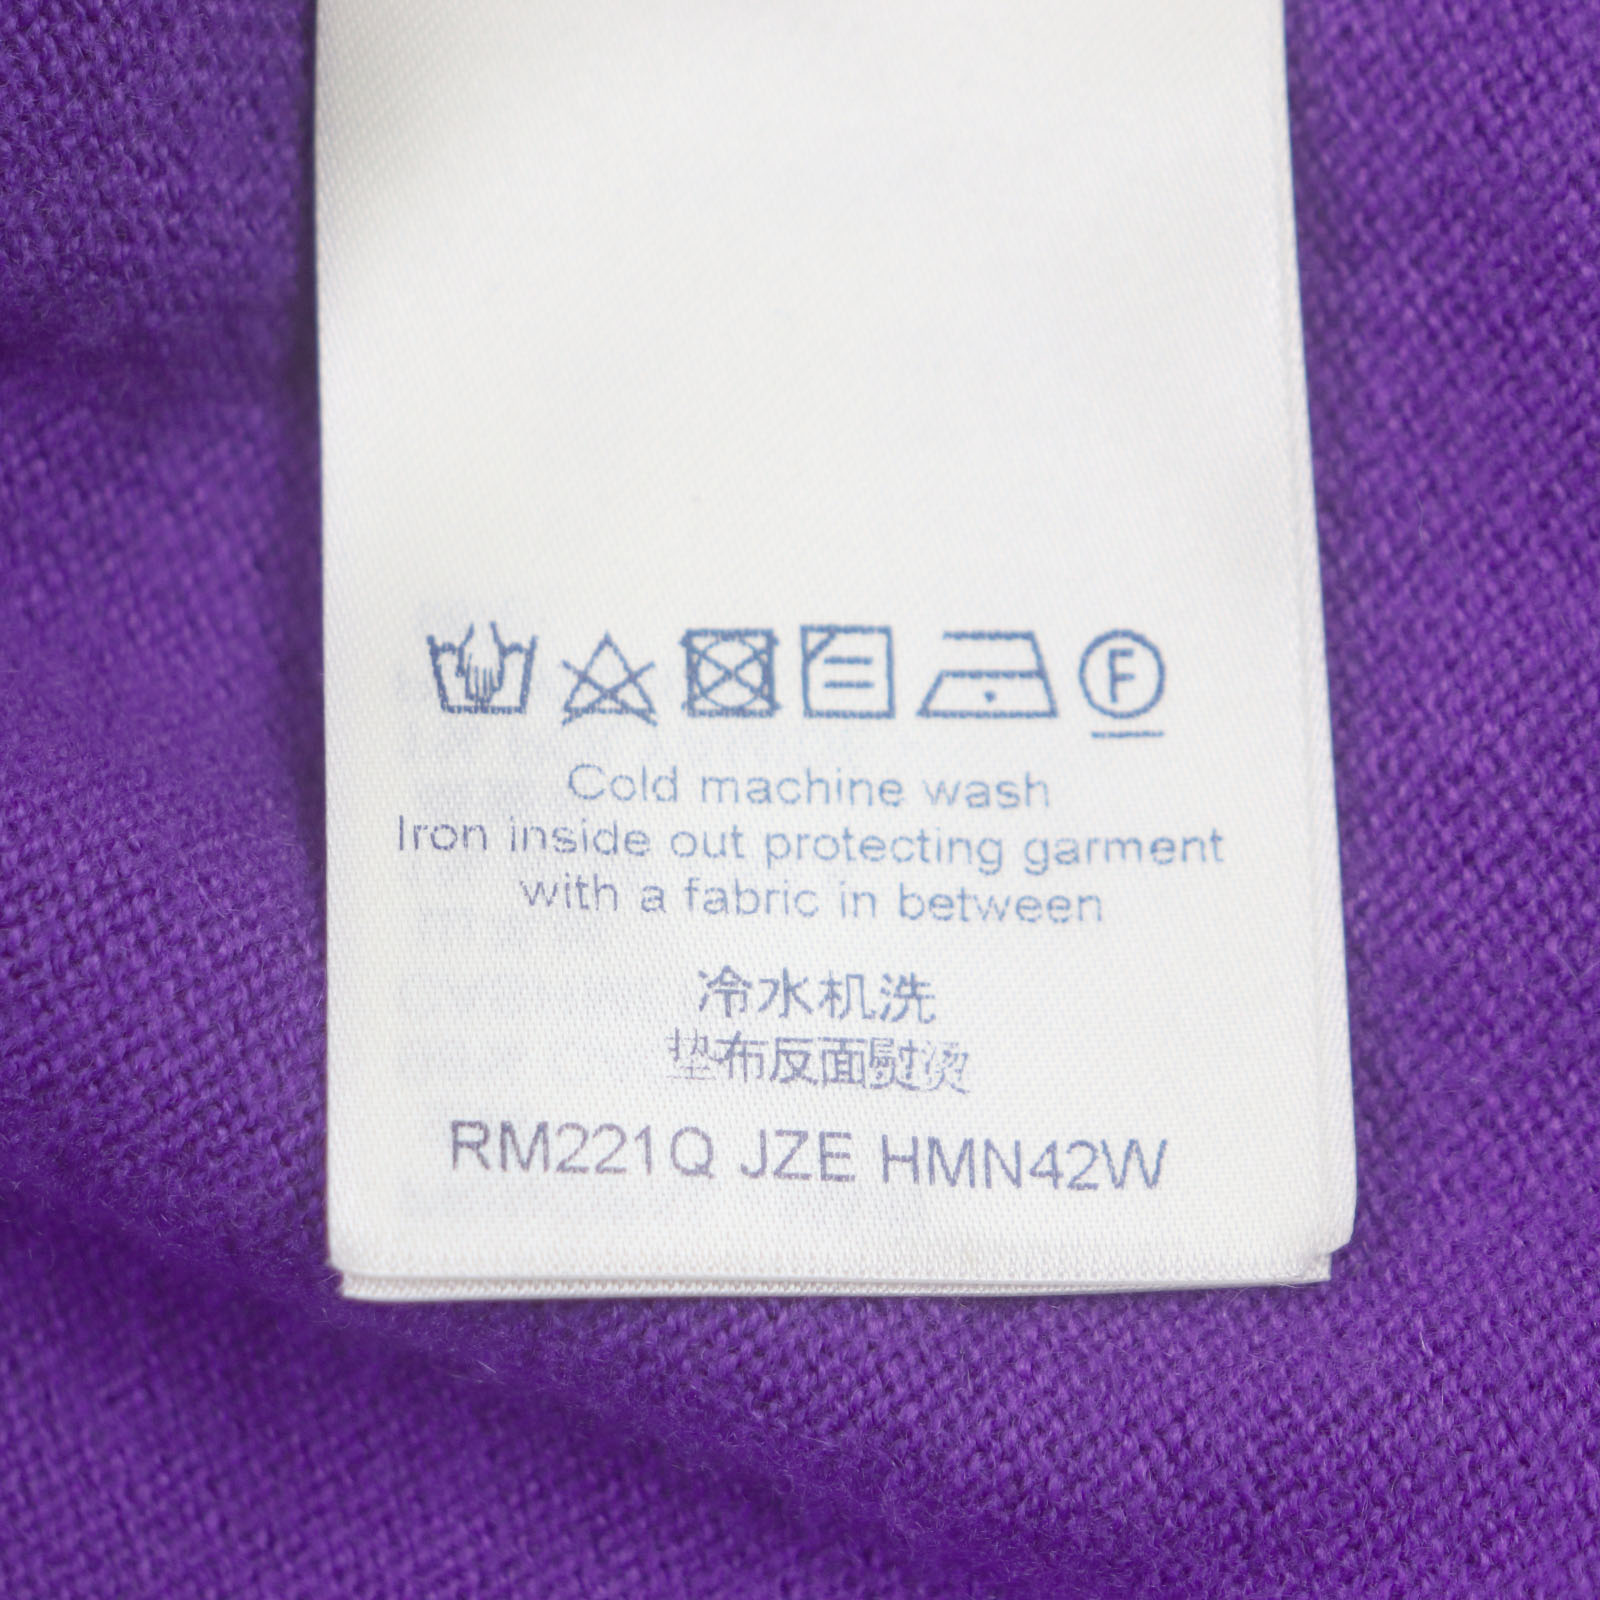 F
Cold machine wash
Iron inside out protecting garment
with a fabric in between
冷水机洗
垫布反面熨烫
RM221Q JZE HMN42W